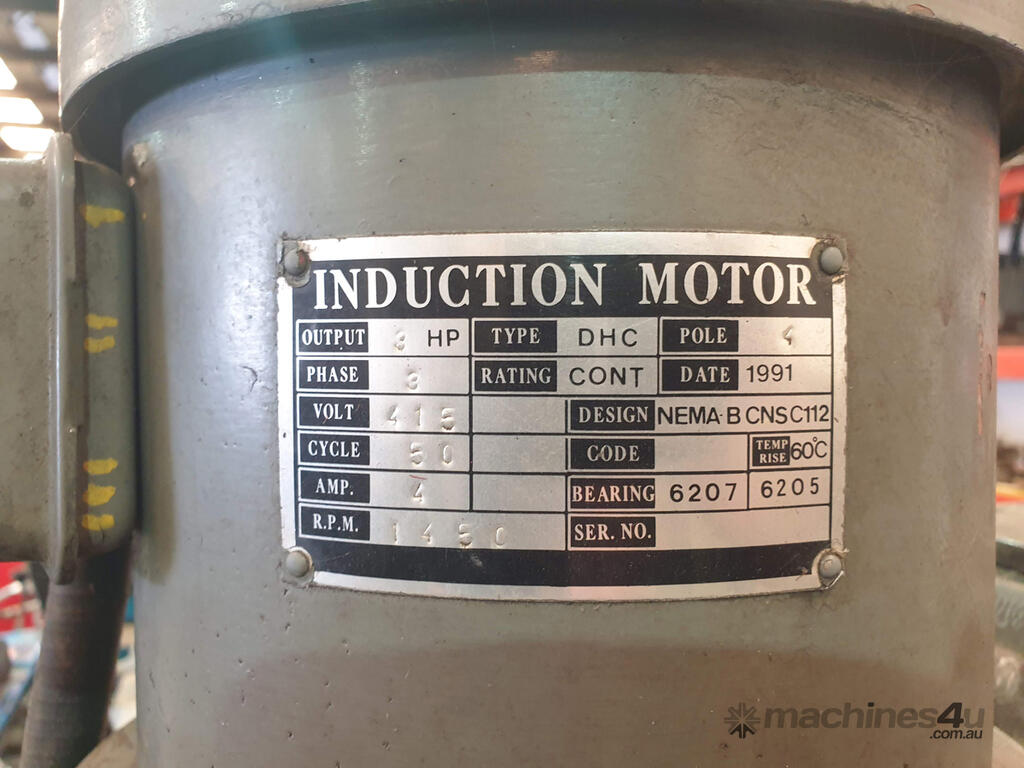 INDUCTION MOTOR
OUTPUT 3 HP TYPE DHC POLE 4
PHASE 3 RATING CONT DATE 1991
VOLT 415 DESIGN NEMA-B CNS C112
CYCLE 50 CODE TEMP RISE 60°C
AMP. 4 BEARING 6207 6205
R.P.M. 1450 SER. NO.
machines4u
.com.au